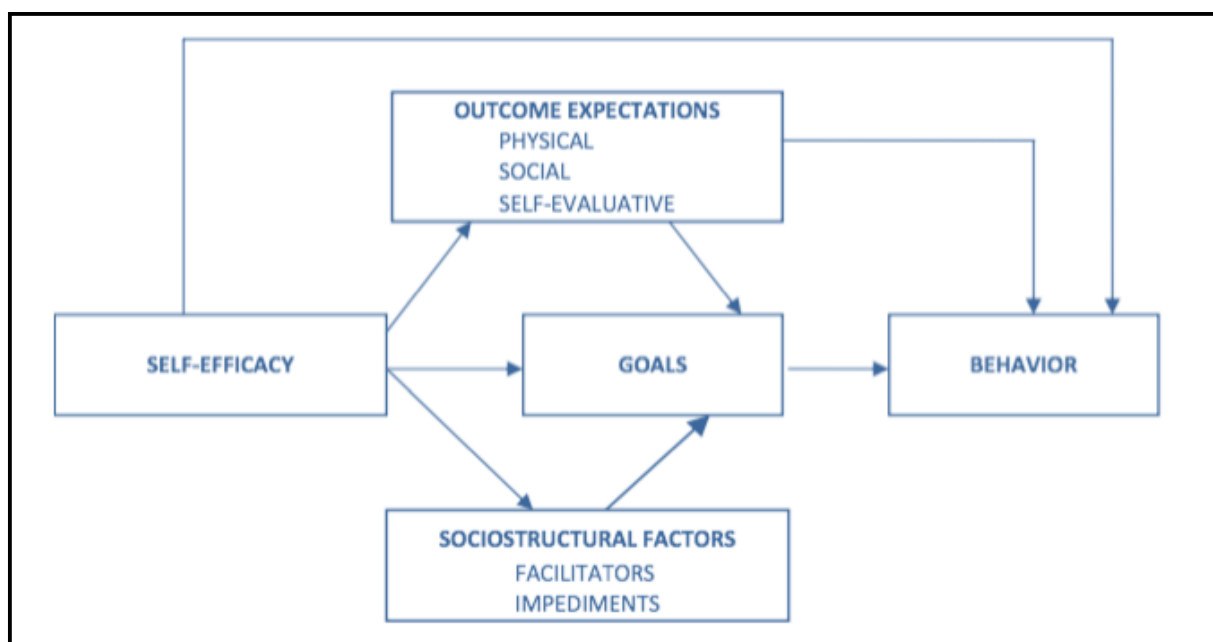 OUTCOME EXPECTATIONS
PHYSICAL
SOCIAL
SELF-EVALUATIVE
SELF-EFFICACY
GOALS
BEHAVIOR
SOCIOSTRUCTURAL FACTORS
FACILITATORS
IMPEDIMENTS